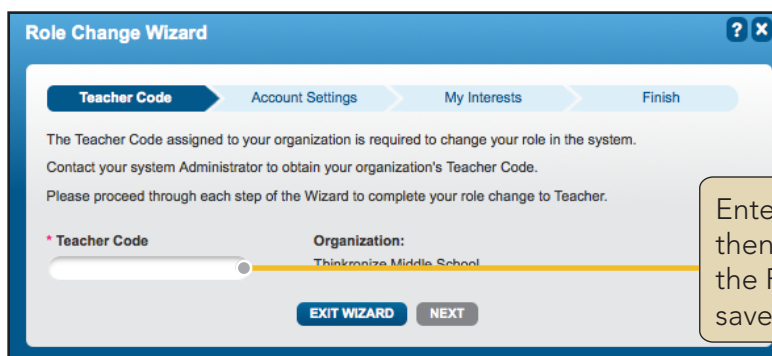 Role Change Wizard
? X
Teacher Code Account Settings My Interests Finish
The Teacher Code assigned to your organization is required to change your role in the system.
Contact your system Administrator to obtain your organization's Teacher Code.
Please proceed through each step of the Wizard to complete your role change to Teacher.
* Teacher Code Organization:
Thinkronize Middle School
EXIT WIZARD NEXT
then
the
save